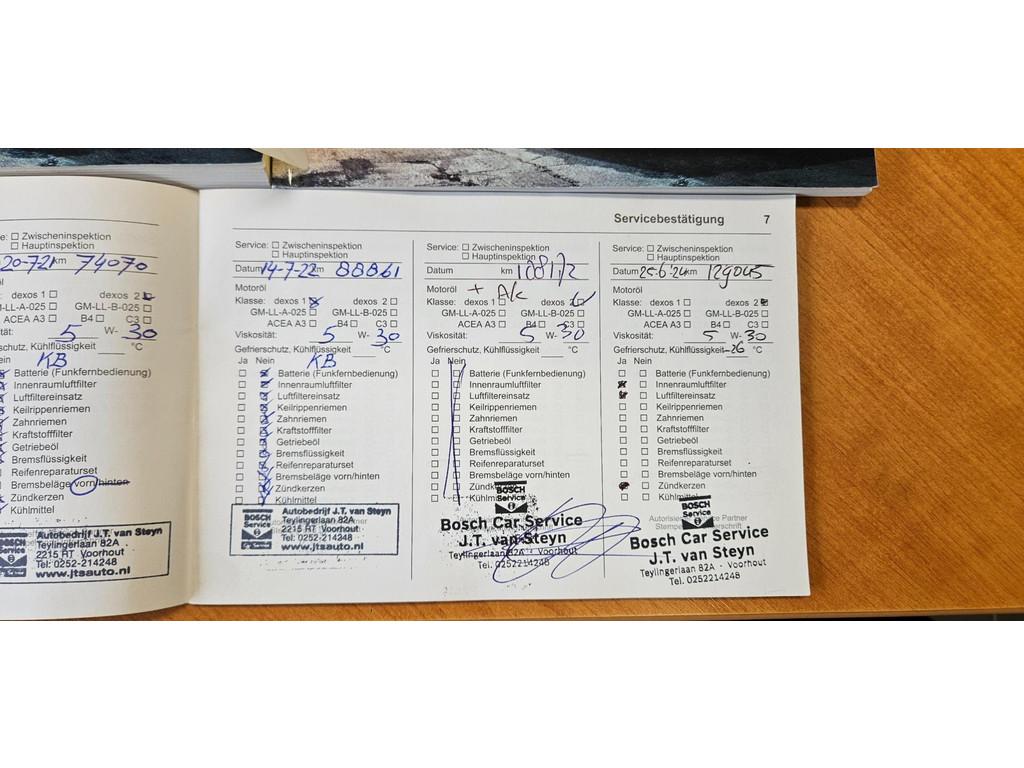 Servicebestätigung 7
e: ☐ Zwischeninspektion
☐ Hauptinspektion
20-7-21 km 74070
öl
dexos 1 ☐ dexos 2
GM-LL-A-025 ☐ GM-LL-B-025 ☐
ACEA A3 ☐ B4 ☐ C3 ☐
tät: 5 W- 30
schutz, Kühlflüssigkeit °C
ein KB
Batterie (Funkfernbedienung)
Innenraumluftfilter
Luftfiltereinsatz
Keilrippenriemen
Zahnriemen
Kraftstofffilter
Getriebeöl
Bremsflüssigkeit
Reifenreparaturset
Bremsbeläge vorn/hinten
Zündkerzen
Kühlmittel
BOSCH
Service
Autobedrijf J.T. van Steyn
Teylingerlaan 82A
2215 RT Voorhout
Tel: 0252-214248
www.jtsauto.nl
Service: ☐ Zwischeninspektion
☐ Hauptinspektion
Datum 14-7-22 km 88861
Motoröl
Klasse: dexos 1 ☒ dexos 2 ☐
GM-LL-A-025 ☐ GM-LL-B-025 ☐
ACEA A3 ☐ B4 ☐ C3 ☐
Viskosität: 5 W- 30
Gefrierschutz, Kühlflüssigkeit °C
Ja Nein KB
Batterie (Funkfernbedienung)
Innenraumluftfilter
Luftfiltereinsatz
Keilrippenriemen
Zahnriemen
Kraftstofffilter
Getriebeöl
Bremsflüssigkeit
Reifenreparaturset
Bremsbeläge vorn/hinten
Zündkerzen
Kühlmittel
BOSCH
Service
Autobedrijf J.T. van Steyn
Teylingerlaan 82A
2215 RT Voorhout
Tel: 0252-214248
www.jtsauto.nl
Service: ☐ Zwischeninspektion
☐ Hauptinspektion
Datum km 108172
Motoröl
Klasse: dexos 1 ☐ dexos 2
GM-LL-A-025 ☐ GM-LL-B-025 ☐
ACEA A3 ☐ B4 ☐ C3 ☐
Viskosität: 5 W- 30
Gefrierschutz, Kühlflüssigkeit °C
Ja Nein
Batterie (Funkfernbedienung)
Innenraumluftfilter
Luftfiltereinsatz
Keilrippenriemen
Zahnriemen
Kraftstofffilter
Getriebeöl
Bremsflüssigkeit
Reifenreparaturset
Bremsbeläge vorn/hinten
BOSCH
Service
Bosch Car Service
J.T. van Steyn
Teylingerlaan 82A - Voorhout
Tel. 0252214248
Service: ☐ Zwischeninspektion
☐ Hauptinspektion
Datum 25-6-24 km 129045
Motoröl
Klasse: dexos 1 ☐ dexos 2 ☒
GM-LL-A-025 ☐ GM-LL-B-025 ☐
ACEA A3 ☐ B4 ☐ C3 ☐
Viskosität: 5 W- 30
Gefrierschutz, Kühlflüssigkeit -26 °C
Ja Nein
Batterie (Funkfernbedienung)
Innenraumluftfilter
Luftfiltereinsatz
Keilrippenriemen
Zahnriemen
Kraftstofffilter
Getriebeöl
Bremsflüssigkeit
Reifenreparaturset
Bremsbeläge vorn/hinten
Zündkerzen
Kühlmittel
BOSCH
Service
Bosch Car Service
J.T. van Steyn
Teylingerlaan 82A - Voorhout
Tel. 0252214248